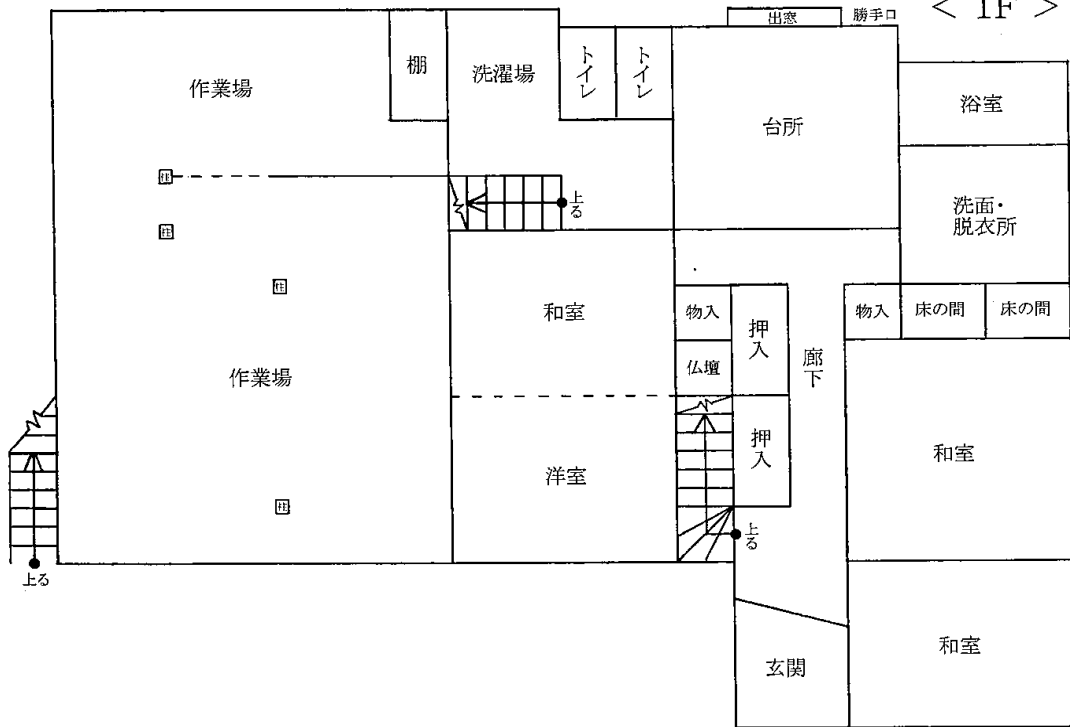 < 1F >
出窓
勝手口
作業場
棚
洗濯場
トイレ
トイレ
台所
浴室
柱
上る
洗面・
脱衣所
柱
柱
和室
物入
押入
物入
床の間
床の間
廊下
仏壇
作業場
押入
和室
洋室
柱
上る
上る
和室
玄関